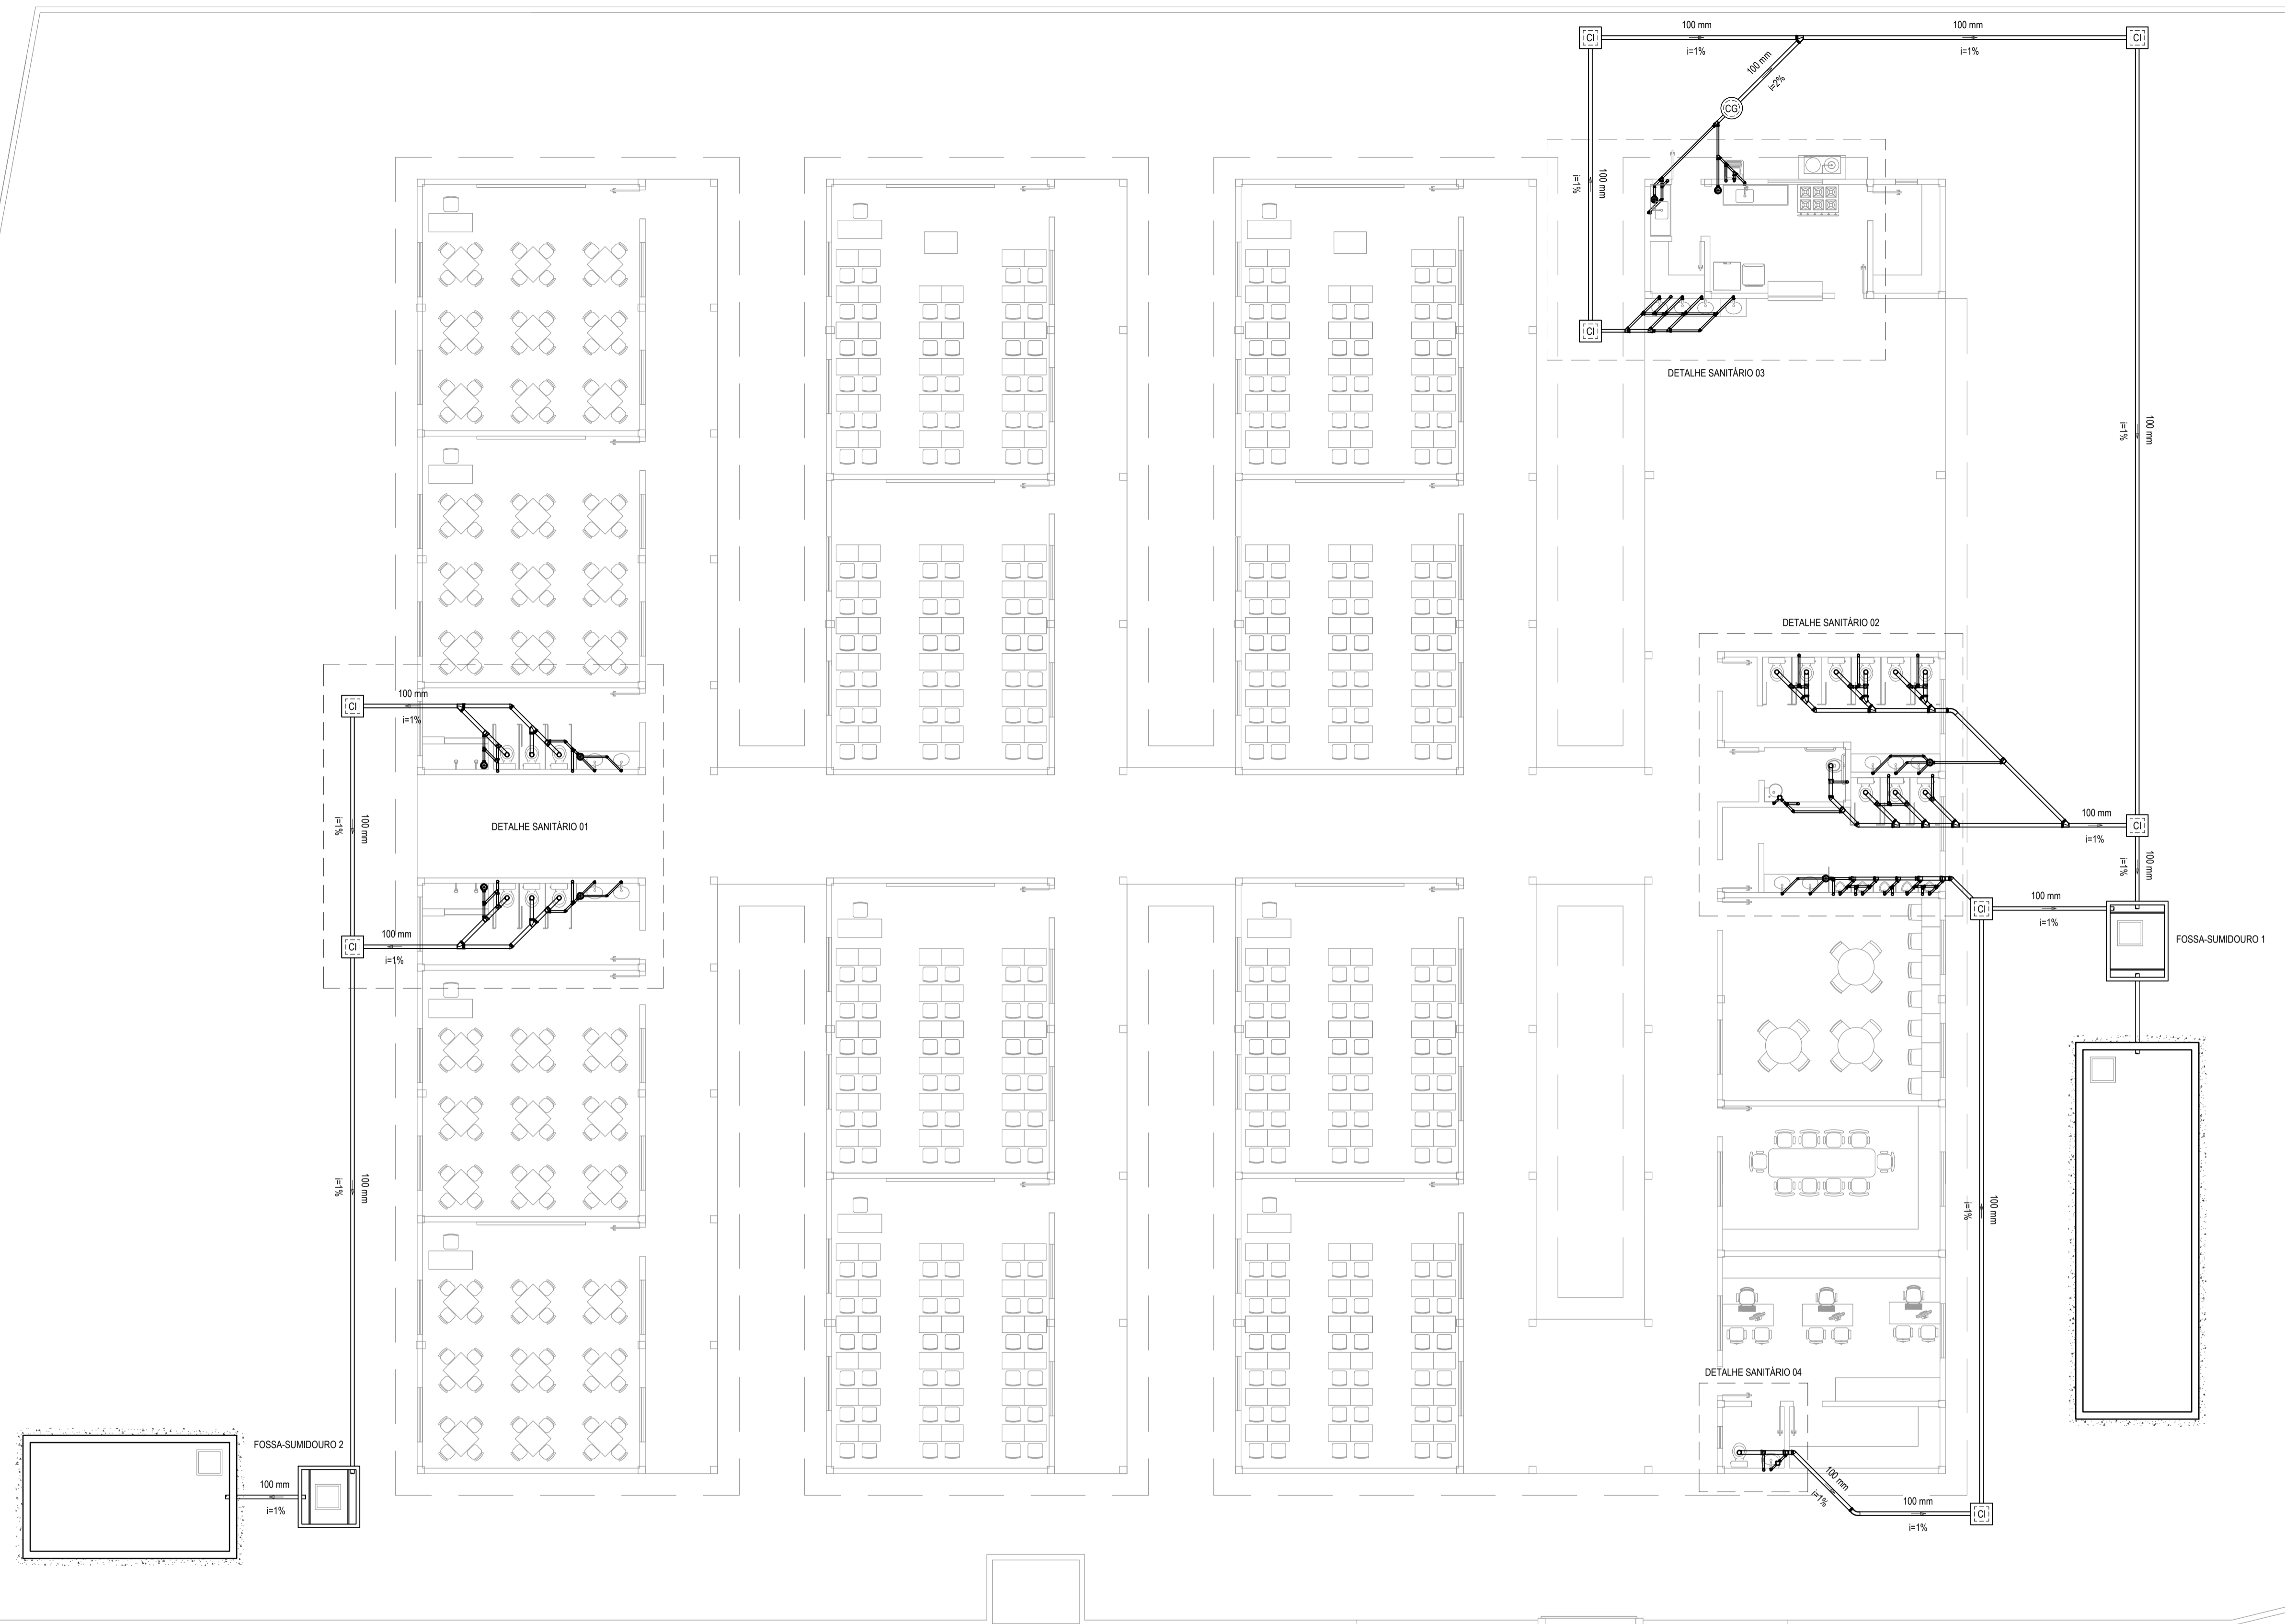 100 mm
100 mm
CI
CI
i=1%
i=1%
100 mm
i=2%
CG
i=1%
100 mm
CI
DETALHE SANITÁRIO 03
i=1%
100 mm
DETALHE SANITÁRIO 02
100 mm
CI
i=1%
i=1%
100 mm
DETALHE SANITÁRIO 01
100 mm
CI
i=1%
i=1%
100 mm
100 mm
CI
i=1%
100 mm
CI
i=1%
100 mm
i=1%
FOSSA-SUMIDOURO 1
i=1%
100 mm
i=1%
100 mm
DETALHE SANITÁRIO 04
FOSSA-SUMIDOURO 2
100 mm
i=1%
100 mm
i=1%
100 mm
CI
i=1%